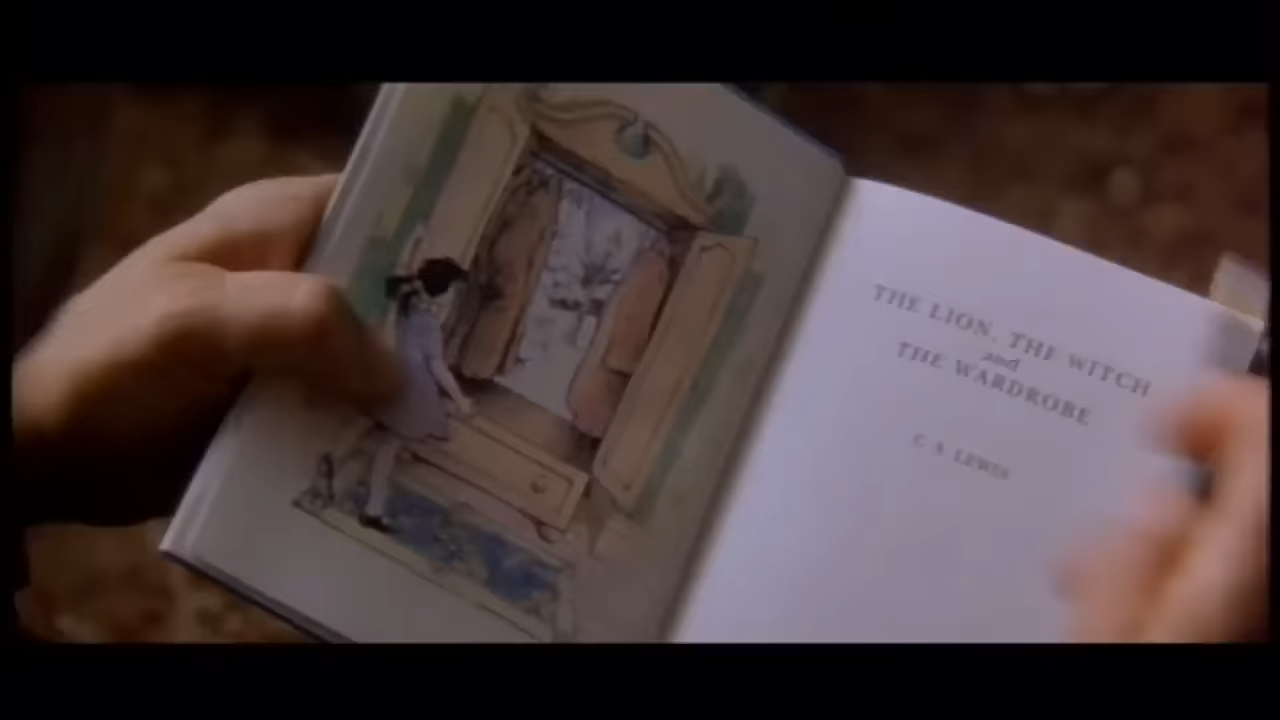 THE LION, THE WITCH
and
THE WARDROBE
C S LEWIS